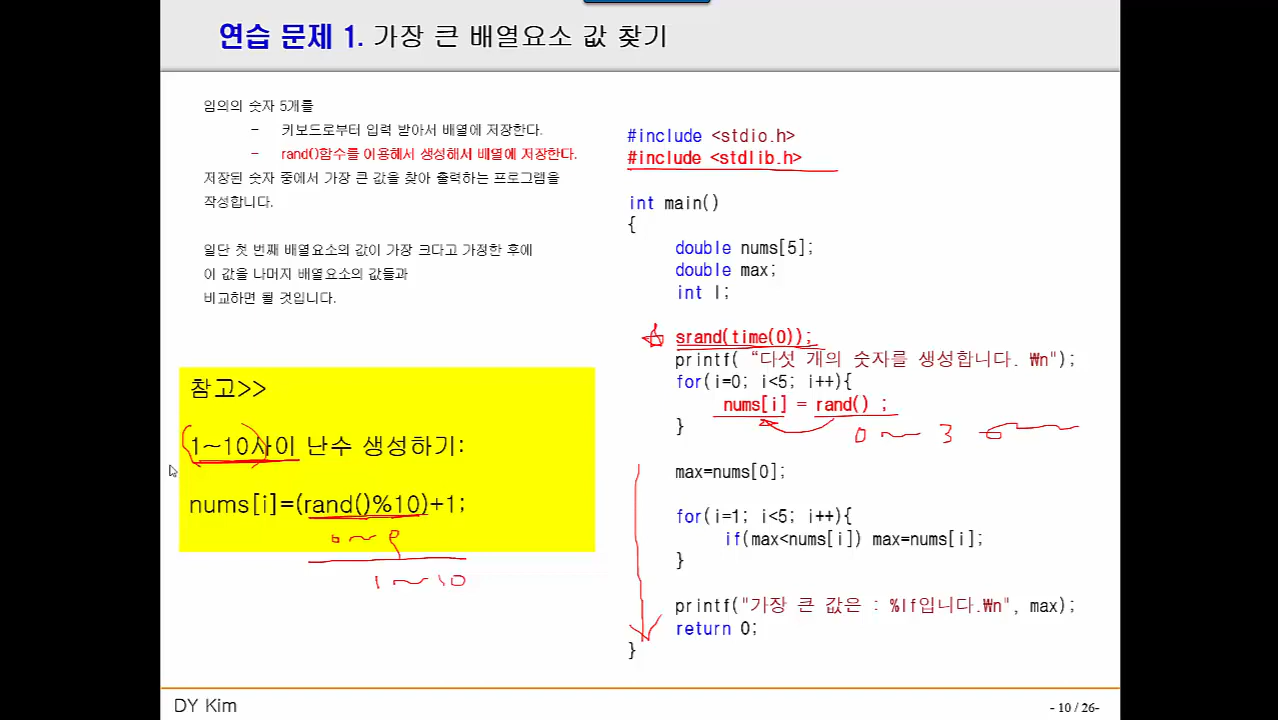 연습 문제 1. 가장 큰 배열요소 값 찾기
임의의 숫자 5개를
– 키보드로부터 입력 받아서 배열에 저장한다.
– rand()함수를 이용해서 생성해서 배열에 저장한다.
저장된 숫자 중에서 가장 큰 값을 찾아 출력하는 프로그램을
작성합니다.
일단 첫 번째 배열요소의 값이 가장 크다고 가정한 후에
이 값을 나머지 배열요소의 값들과
비교하면 될 것입니다.
참고>>
1~10사이 난수 생성하기:
nums[i]=(rand()%10)+1;
0 ~ 9
1 ~ 10
#include <stdio.h>
#include <stdlib.h>
int main()
{
double nums[5];
double max;
int I;
srand(time(0));
printf( “다섯 개의 숫자를 생성합니다. ₩n");
for(i=0; i<5; i++){
nums[i] = rand() ;
}
0 ~ 3
max=nums[0];
for(i=1; i<5; i++){
if(max<nums[i]) max=nums[i];
}
printf("가장 큰 값은 : %lf입니다.₩n", max);
return 0;
}
DY Kim
- 10 / 26-